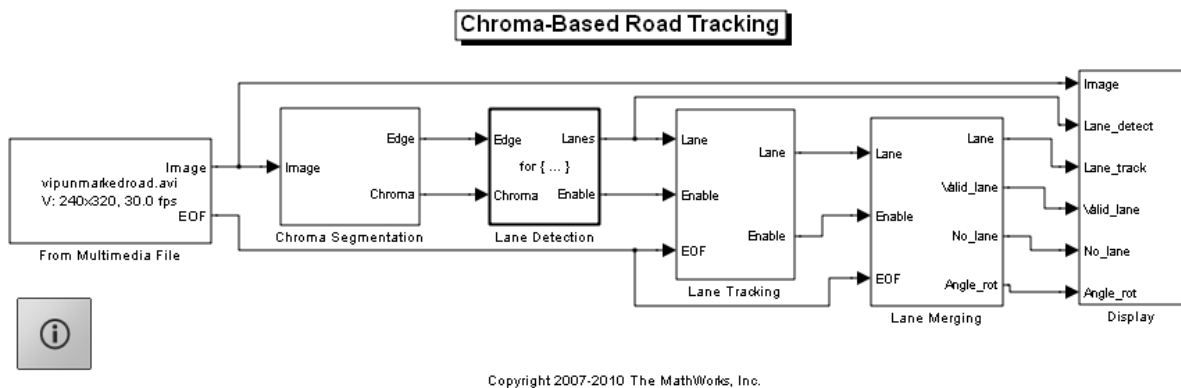 Chroma-Based Road Tracking
Image
vipunmarkedroad.avi
V: 240x320, 30.0 fps
EOF
From Multimedia File
Image
Edge
Chroma
Chroma Segmentation
Edge
Lanes
for { ... }
Chroma
Enable
Lane Detection
Lane
Lane
Enable
Enable
EOF
Lane Tracking
Lane
Lane
Valid_lane
Enable
No_lane
EOF
Angle_rot
Lane Merging
Image
Lane_detect
Lane_track
Valid_lane
No_lane
Angle_rot
Display
Copyright 2007-2010 The MathWorks, Inc.